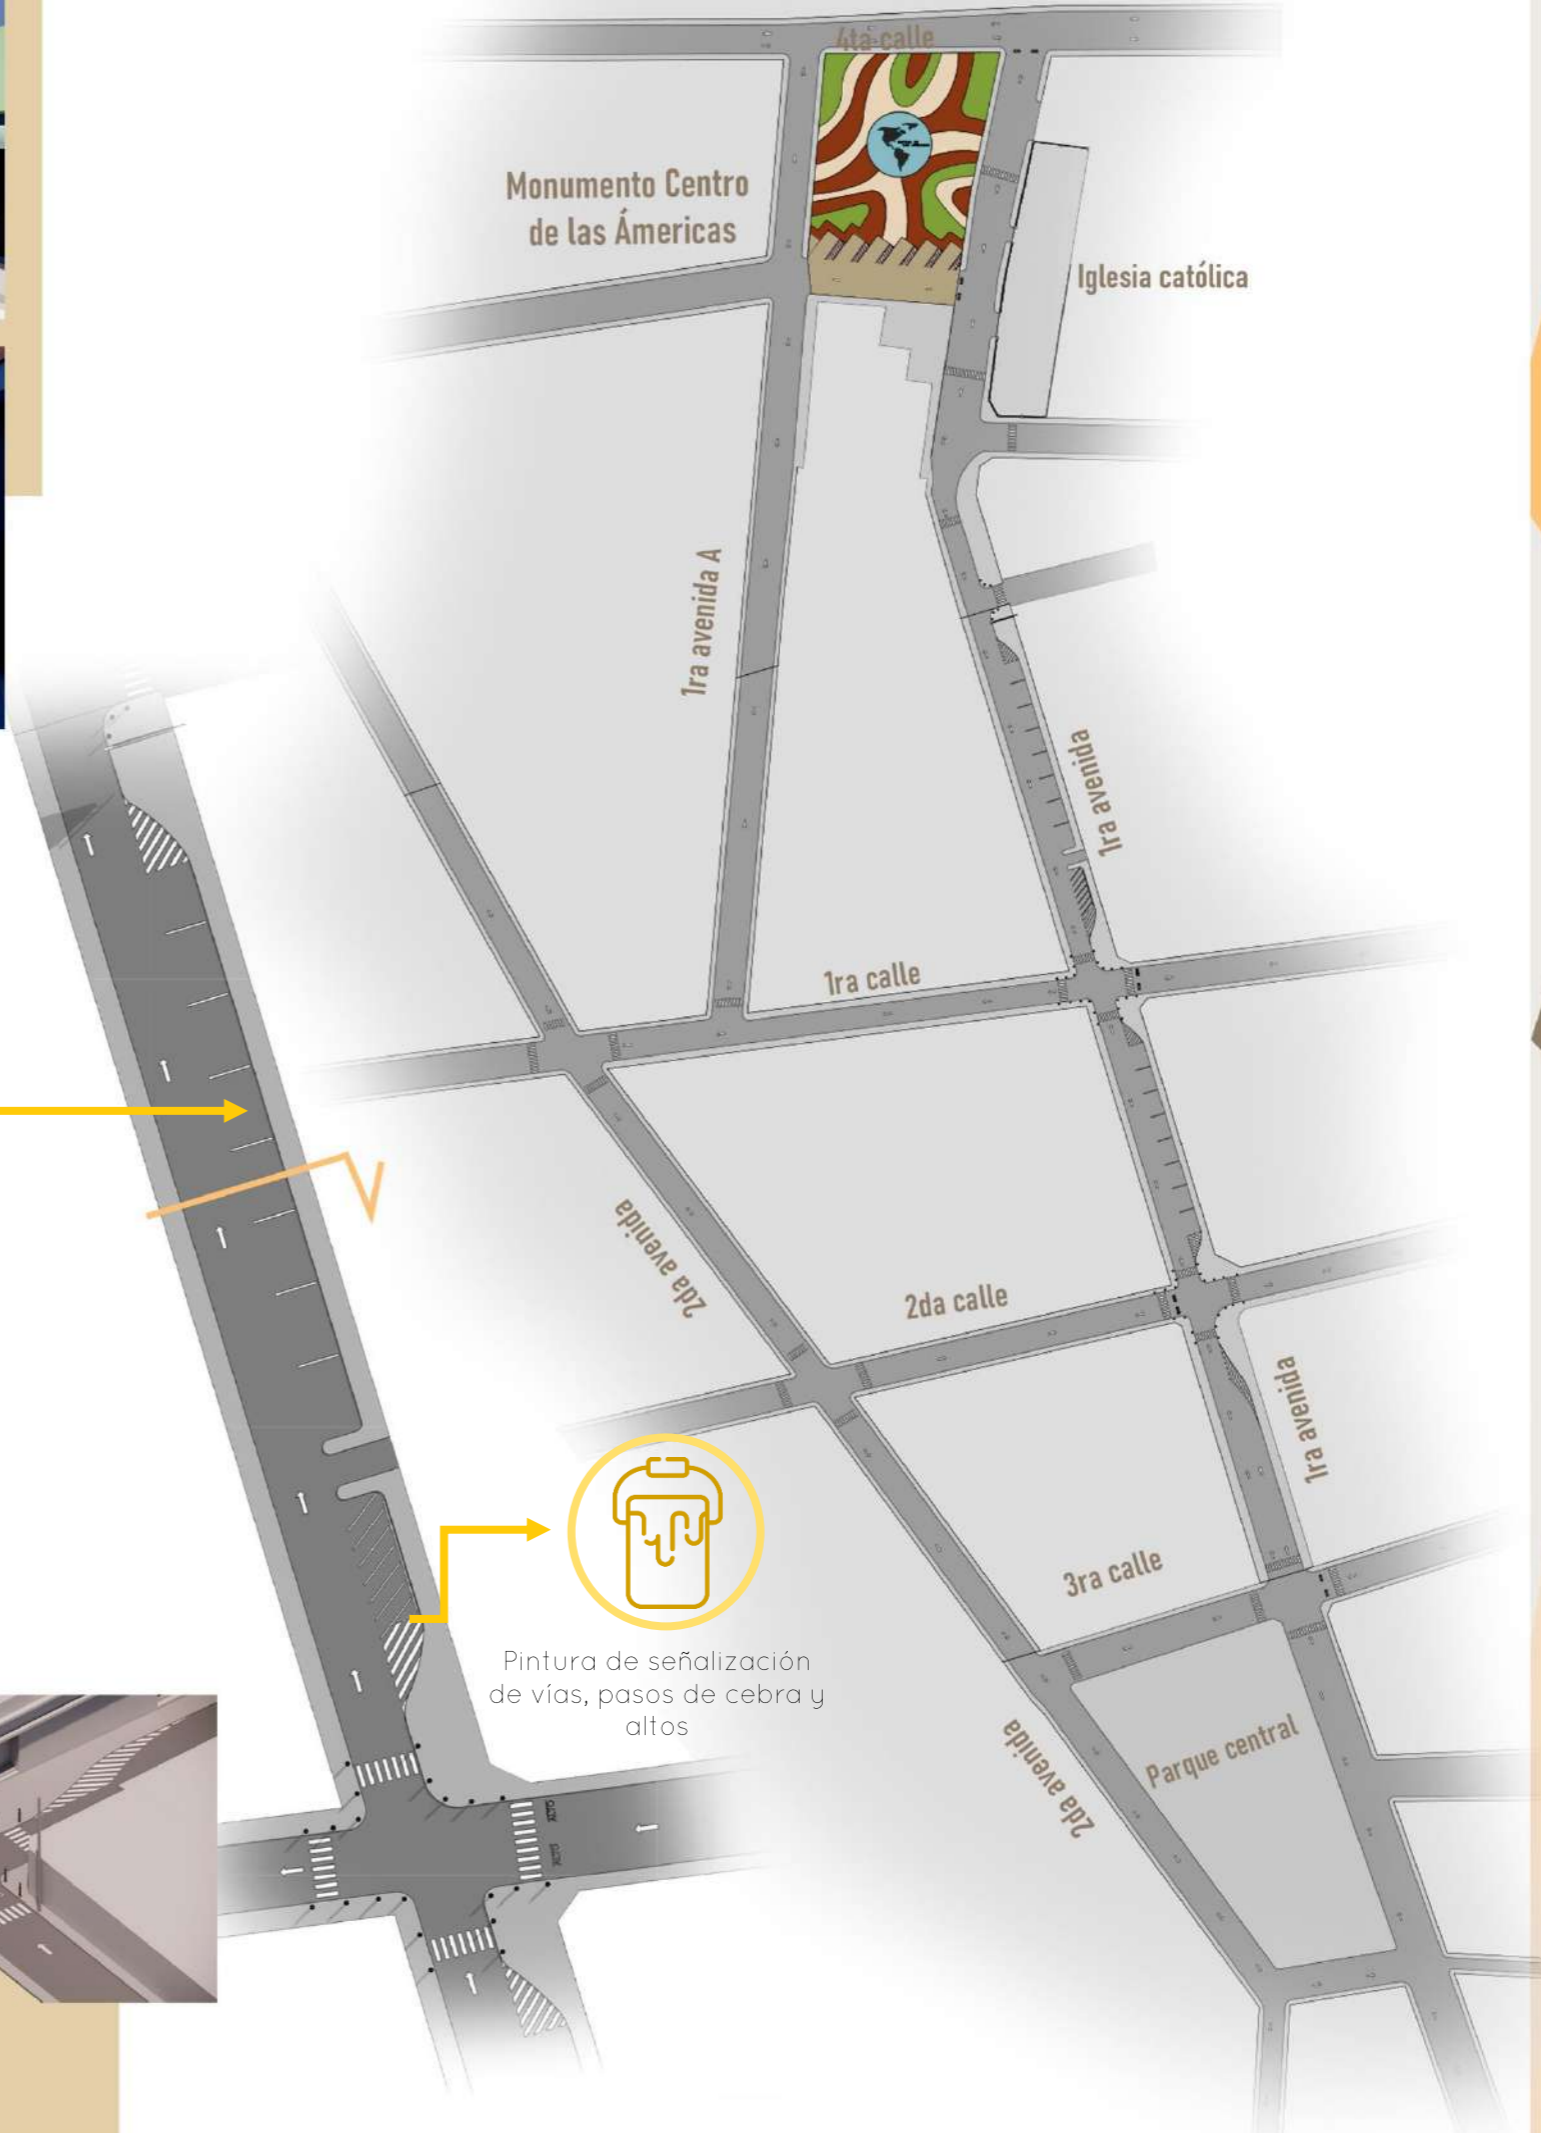 4ta calle
Monumento Centro
de las Ámericas
Iglesia católica
1ra avenida A
1ra avenida
1ra calle
2da avenida
2da calle
1ra avenida
3ra calle
Pintura de señalización
de vías, pasos de cebra y
altos
2da avenida
Parque central